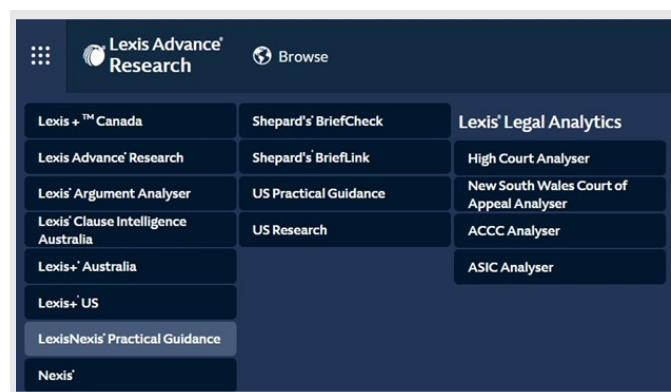 Lexis Advance®
Research
Browse
Lexis +™ Canada
Lexis Advance® Research
Lexis® Argument Analyser
Lexis® Clause Intelligence
Australia
Lexis+® Australia
Lexis+® US
LexisNexis® Practical Guidance
Nexis®
Shepard's® BriefCheck
Shepard's® BriefLink
US Practical Guidance
US Research
Lexis® Legal Analytics
High Court Analyser
New South Wales Court of
Appeal Analyser
ACCC Analyser
ASIC Analyser